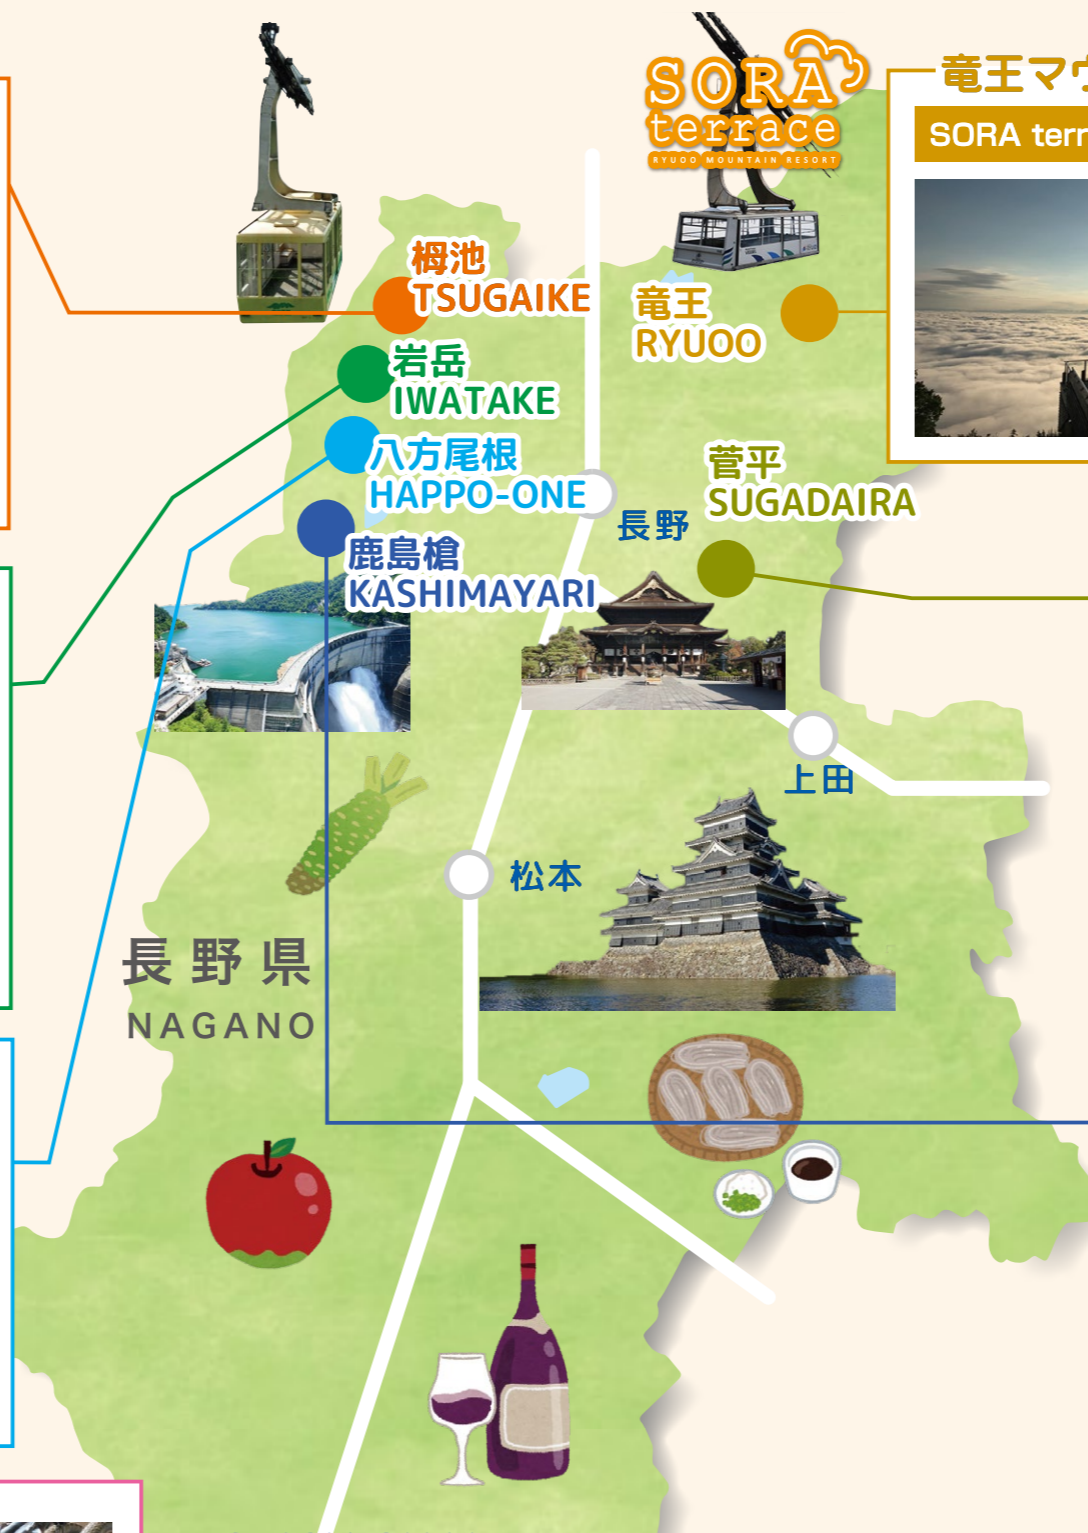 SORA
terrace
RYUOO MOUNTAIN RESORT
竜王マウ
SORA terr
栂池
TSUGAIKE
竜王
RYUOO
岩岳
IWATAKE
八方尾根
HAPPO-ONE
菅平
SUGADAIRA
長野
鹿島槍
KASHIMAYARI
上田
松本
長野県
NAGANO